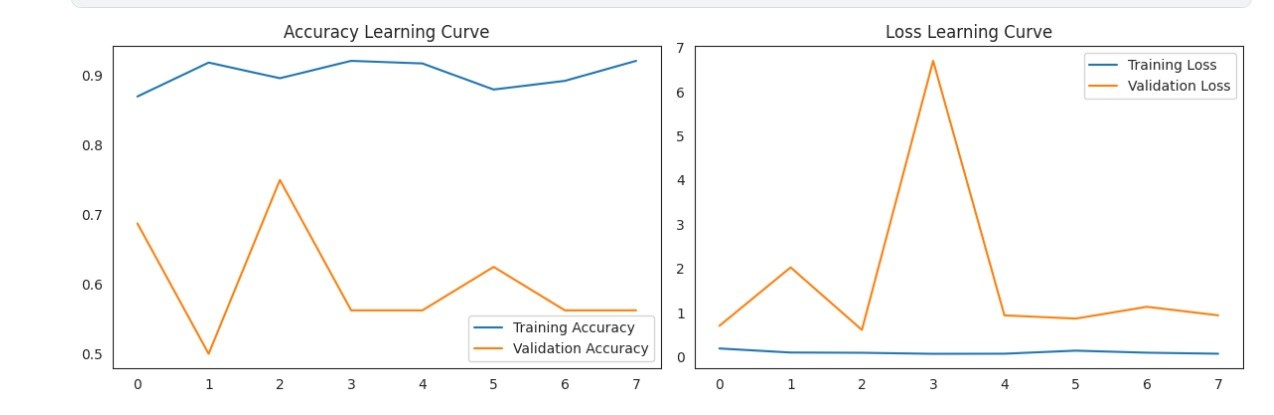 Accuracy Learning Curve
0.9
0.8
0.7
0.6
0.5
Training Accuracy
Validation Accuracy
0 1 2 3 4 5 6 7
Loss Learning Curve
7
6
5
4
3
2
1
0
Training Loss
Validation Loss
0 1 2 3 4 5 6 7